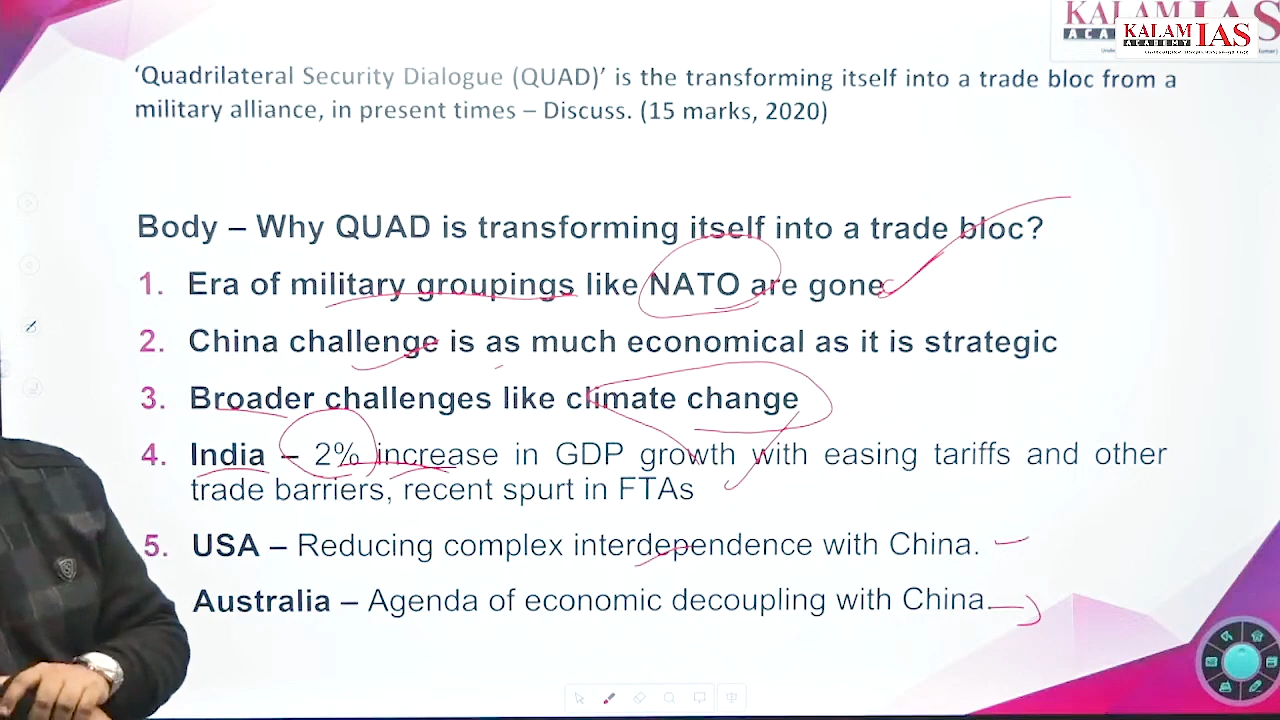 KALAM IAS
ACADEMY
‘Quadrilateral Security Dialogue (QUAD)’ is the transforming itself into a trade bloc from a
military alliance, in present times – Discuss. (15 marks, 2020)
Body – Why QUAD is transforming itself into a trade bloc?
1. Era of military groupings like NATO are gone
2. China challenge is as much economical as it is strategic
3. Broader challenges like climate change
4. India – 2% increase in GDP growth with easing tariffs and other
trade barriers, recent spurt in FTAs
5. USA – Reducing complex interdependence with China.
Australia – Agenda of economic decoupling with China.